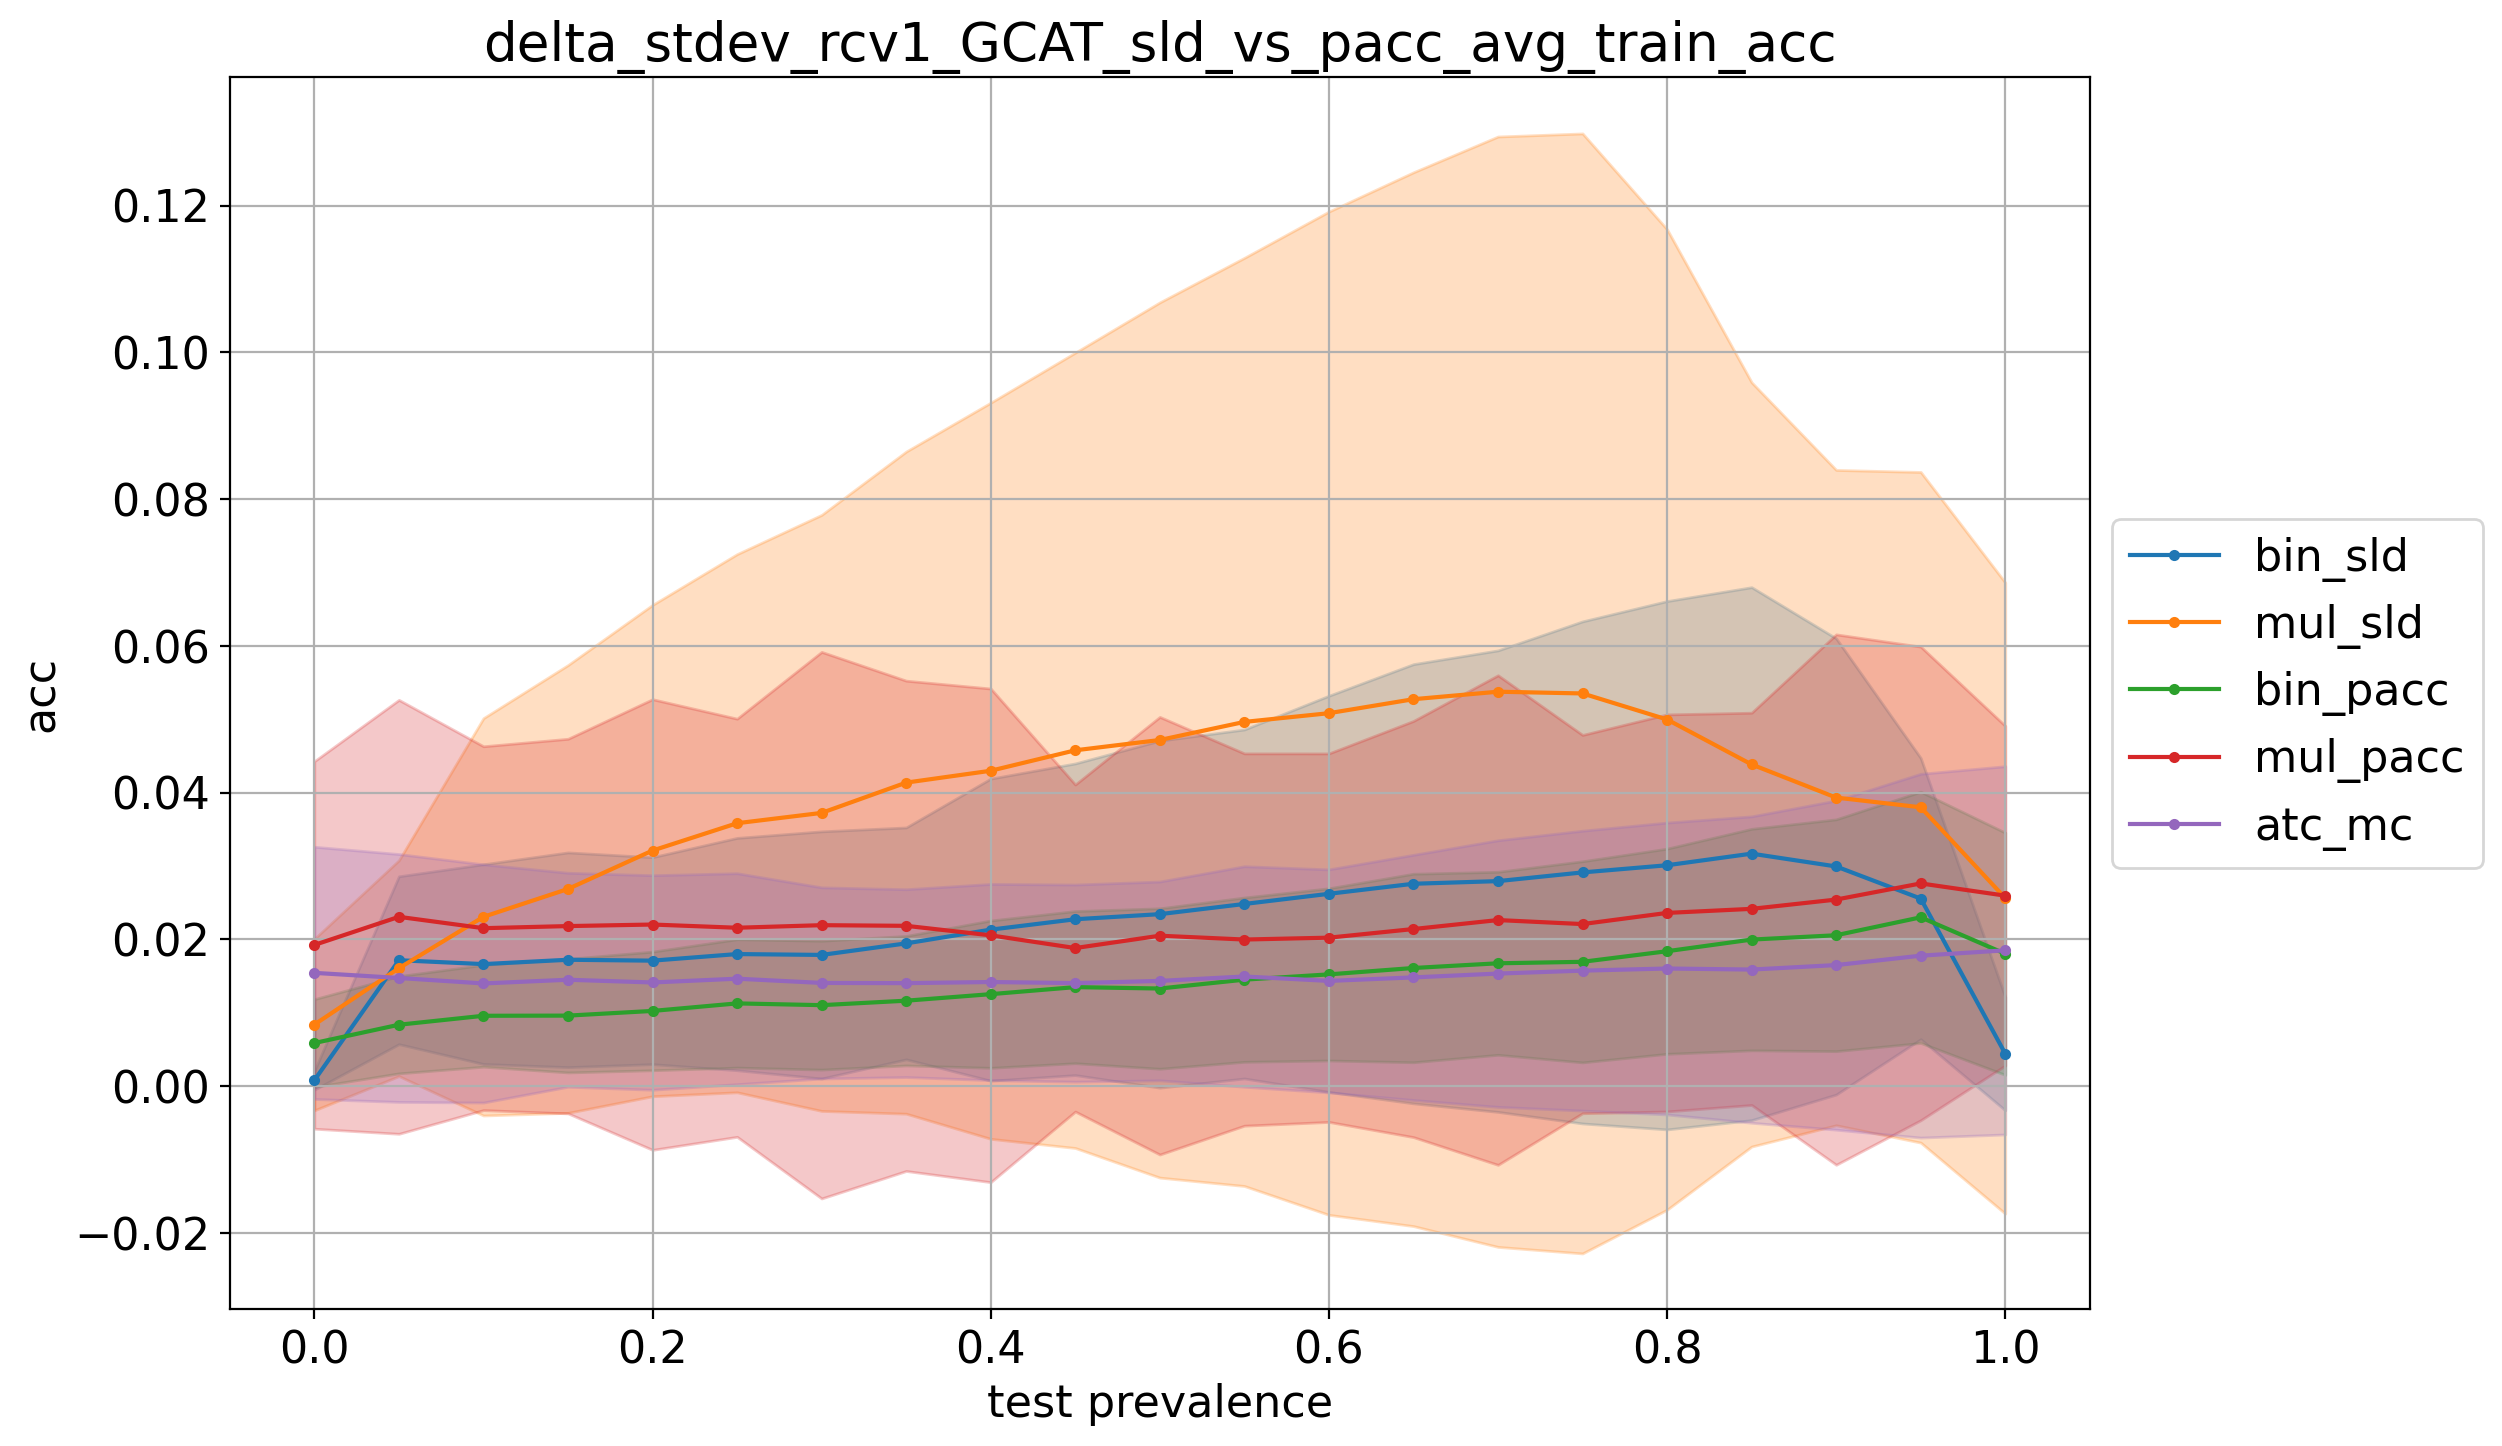 delta_stdev_rcv1_GCAT_sld_vs_pacc_avg_train_acc
acc
0.12
0.10
0.08
0.06
0.04
0.02
0.00
−0.02
0.0 0.2 0.4 0.6 0.8 1.0
test prevalence
bin_sld
mul_sld
bin_pacc
mul_pacc
atc_mc